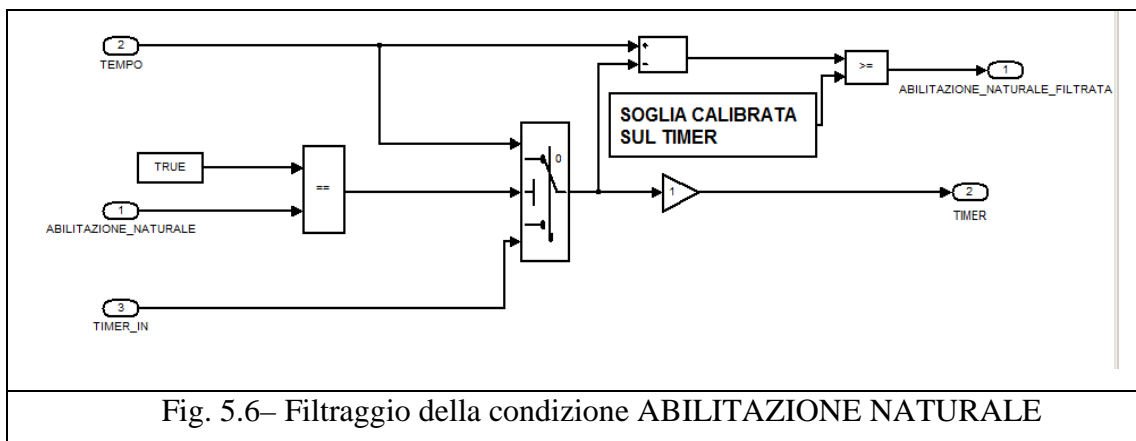 2
TEMPO
+
-
>=
1
ABILITAZIONE_NATURALE_FILTRATA
SOGLIA CALIBRATA
SUL TIMER
TRUE
==
0
1
ABILITAZIONE_NATURALE
1
2
TIMER
3
TIMER_IN
Fig. 5.6– Filtraggio della condizione ABILITAZIONE NATURALE